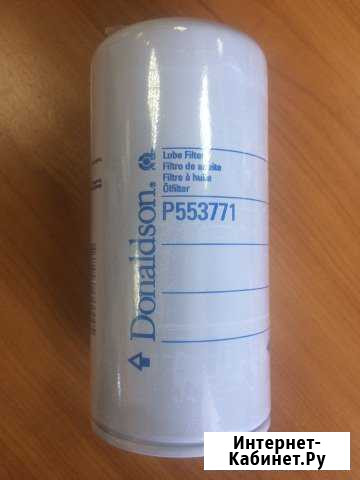 Donaldson.
Lube Filter
Filtro de aceite
Filtre à huile
Ölfilter
P553771
Интернет-
Кабинет.Ру